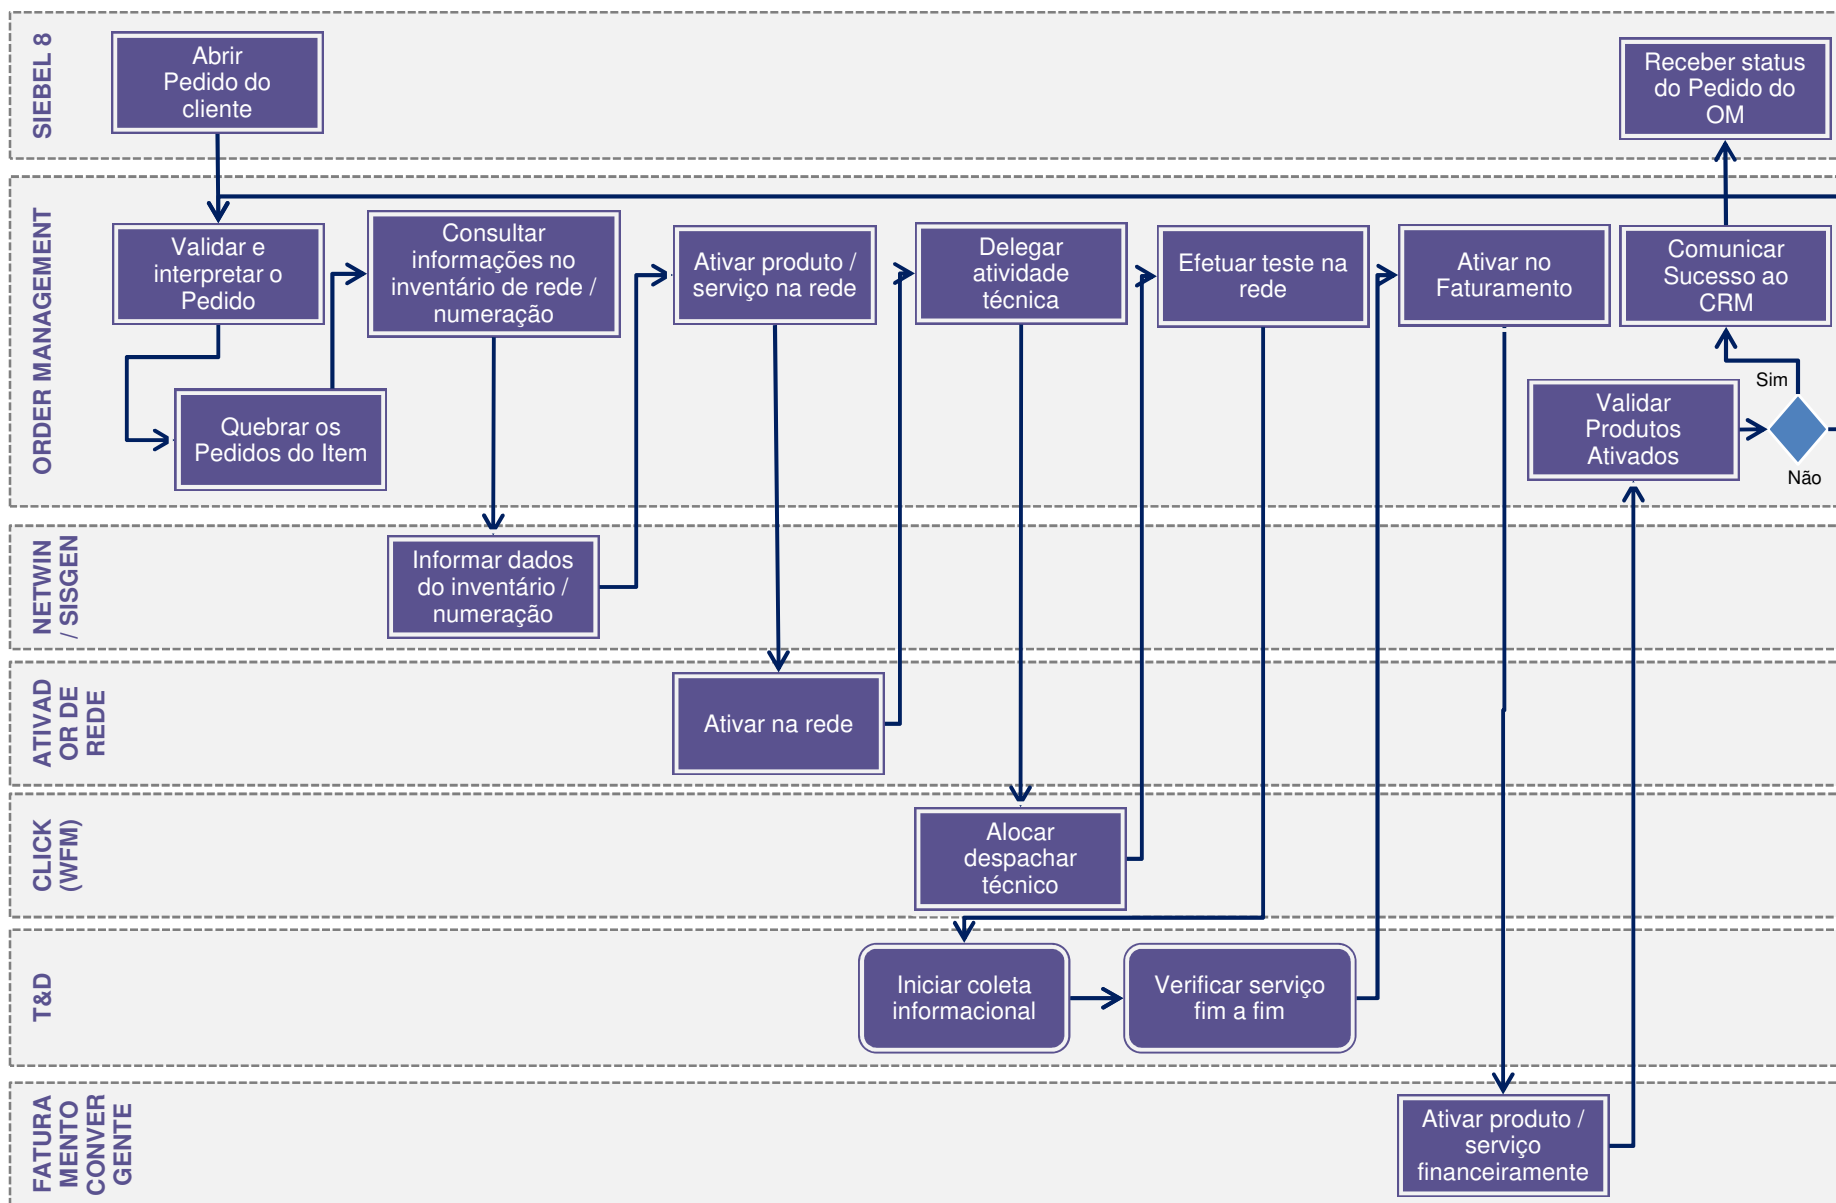 SIEBEL 8
Abrir
Pedido do
cliente
Receber status
do Pedido do
OM
ORDER MANAGEMENT
Validar e
interpretar o
Pedido
Quebrar os
Pedidos do Item
Consultar
informações no
inventário de rede /
numeração
Ativar produto /
serviço na rede
Delegar
atividade
técnica
Efetuar teste na
rede
Ativar no
Faturamento
Comunicar
Sucesso ao
CRM
Validar
Produtos
Ativados
Sim
Não
NETWIN
/ SISGEN
Informar dados
do inventário /
numeração
ATIVAD
OR DE
REDE
Ativar na rede
CLICK
(WFM)
Alocar
despachar
técnico
T&D
Iniciar coleta
informacional
Verificar serviço
fim a fim
FATURA
MENTO
CONVER
GENTE
Ativar produto /
serviço
financeiramente